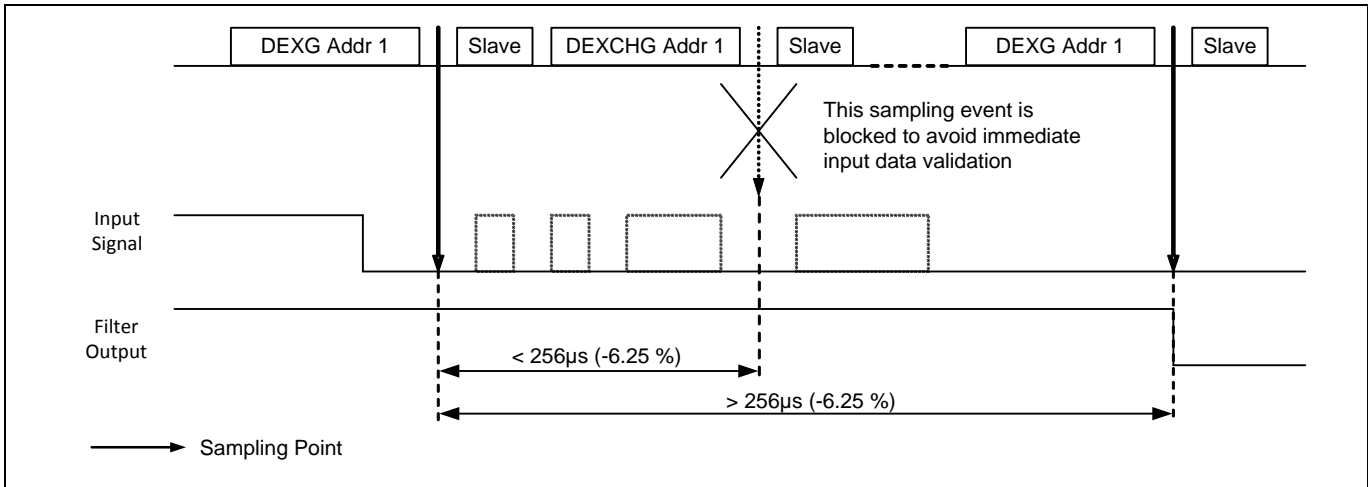 DEXG Addr 1
Slave
DEXCHG Addr 1
Slave
DEXG Addr 1
Slave
This sampling event is
blocked to avoid immediate
input data validation
Input
Signal
Filter
Output
< 256µs (-6.25 %)
> 256µs (-6.25 %)
Sampling Point